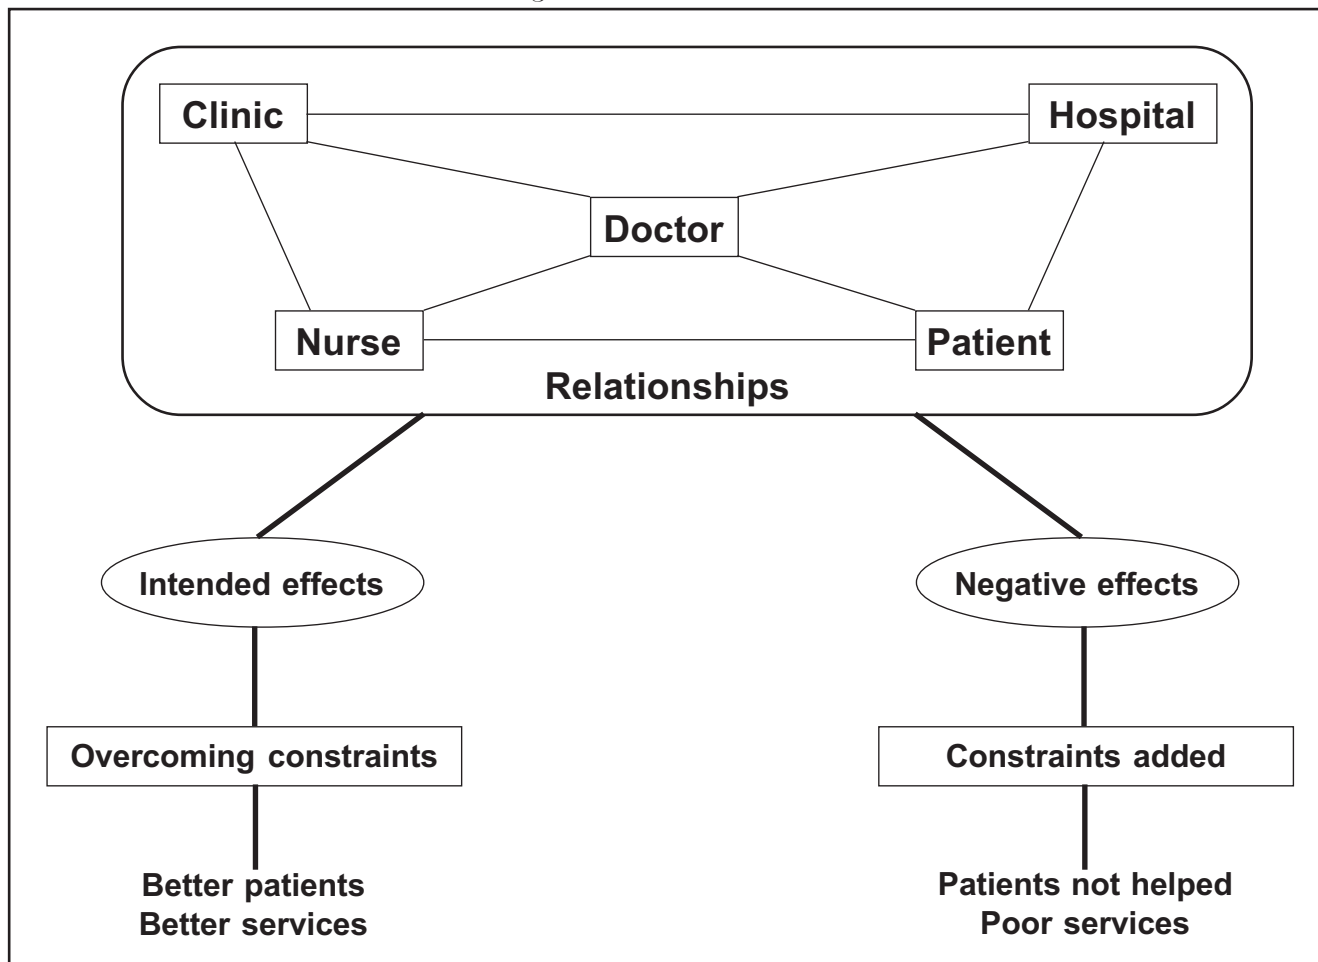 Clinic
Hospital
Doctor
Nurse
Patient
Relationships
Intended effects
Negative effects
Overcoming constraints
Constraints added
Better patients
Better services
Patients not helped
Poor services